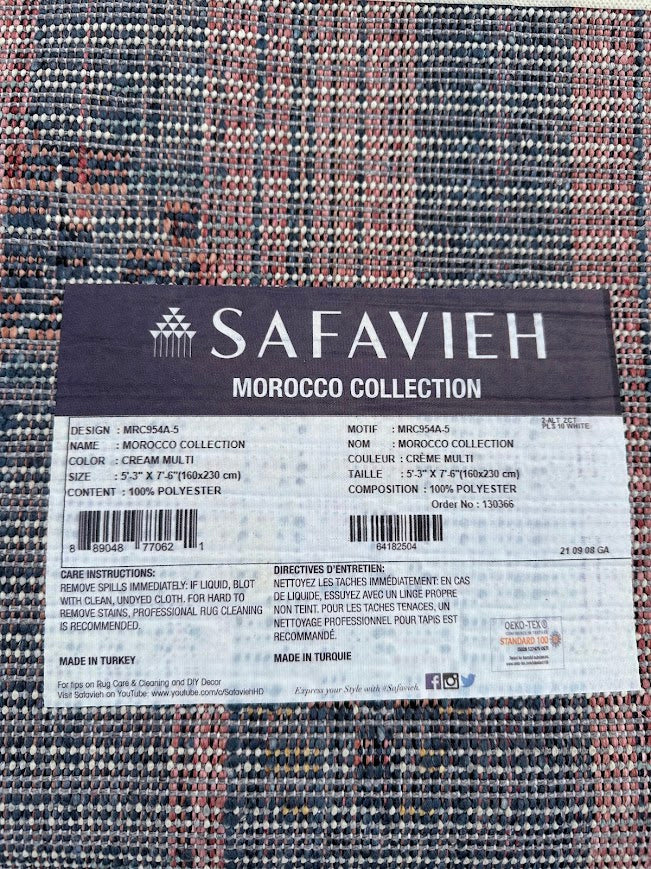 SAFAVIEH
MOROCCO COLLECTION
DESIGN : MRC954A-5
NAME : MOROCCO COLLECTION
COLOR : CREAM MULTI
SIZE : 5'-3" X 7'-6"(160x230 cm)
CONTENT : 100% POLYESTER
8 89048 77062 1
MOTIF : MRC954A-5
NOM : MOROCCO COLLECTION
COULEUR : CRÈME MULTI
TAILLE : 5'-3" X 7'-6"(160x230 cm)
COMPOSITION : 100% POLYESTER
Order No : 130366
2-ALT ZCT
PLS 10 WHITE
64182504
21 09 08 GA
CARE INSTRUCTIONS:
REMOVE SPILLS IMMEDIATELY: IF LIQUID, BLOT
WITH CLEAN, UNDYED CLOTH. FOR HARD TO
REMOVE STAINS, PROFESSIONAL RUG CLEANING
IS RECOMMENDED.
MADE IN TURKEY
For tips on Rug Care & Cleaning and DIY Decor
Visit Safavieh on YouTube: www.youtube.com/c/SafaviehHD
DIRECTIVES D'ENTRETIEN:
NETTOYEZ LES TACHES IMMÉDIATEMENT: EN CAS
DE LIQUIDE, ESSUYEZ AVEC UN LINGE PROPRE
NON TEINT. POUR LES TACHES TENACES, UN
NETTOYAGE PROFESSIONNEL POUR TAPIS EST
RECOMMANDÉ.
MADE IN TURQUIE
Express your Style with #Safavieh
OEKO-TEX®
STANDARD 100